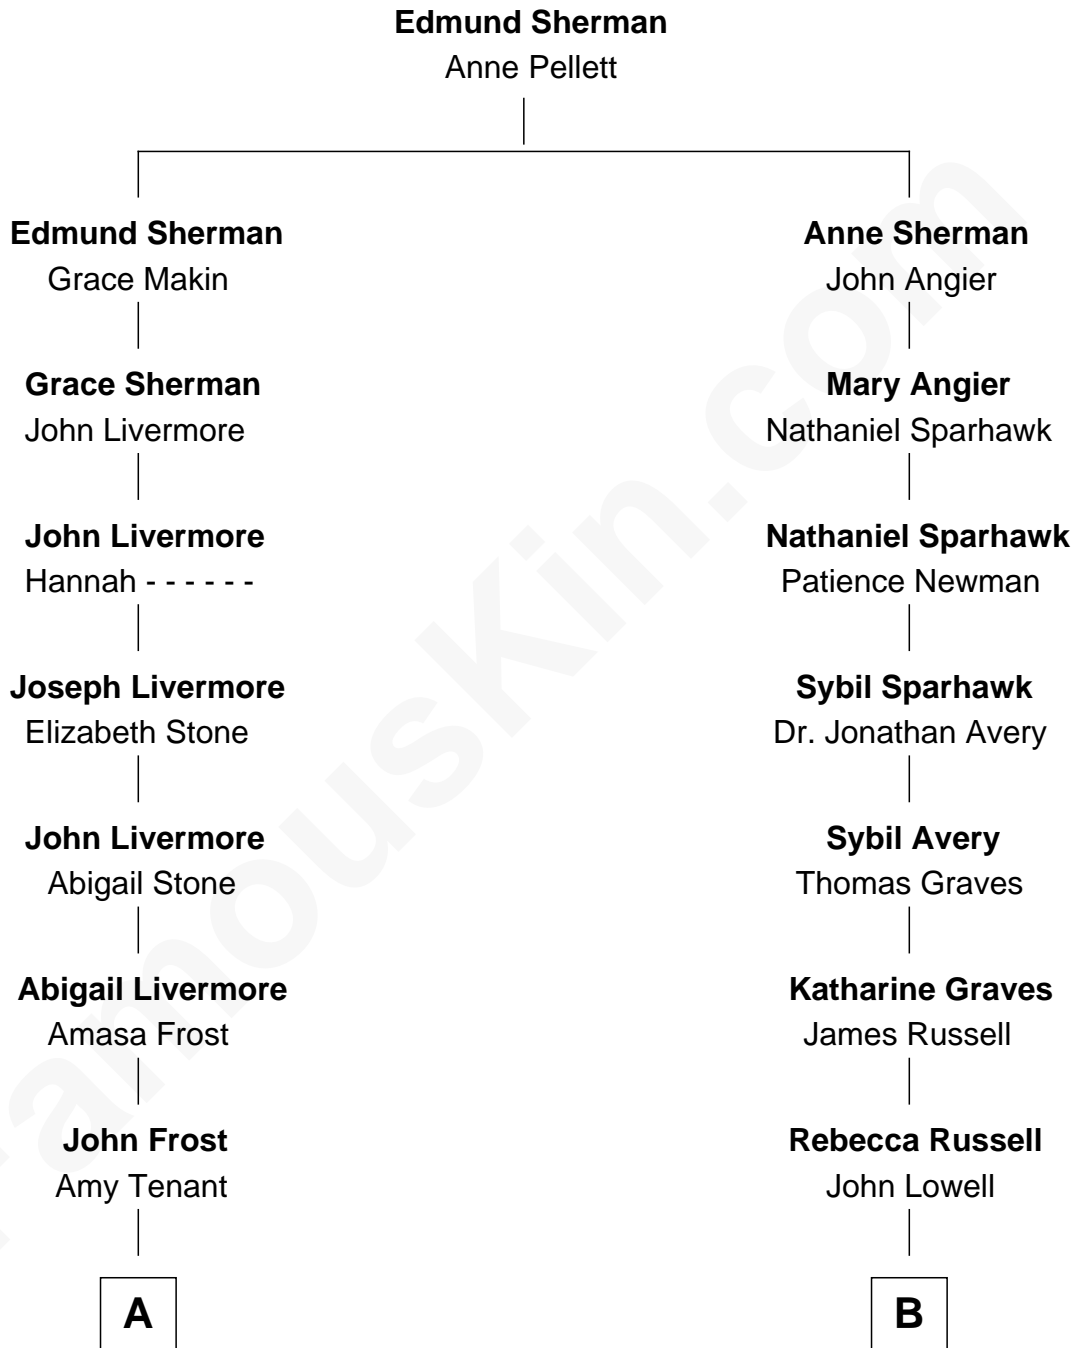 Edmund Sherman
Anne Pellett
Edmund Sherman
Grace Makin
Anne Sherman
John Angier
Grace Sherman
John Livermore
Mary Angier
Nathaniel Sparhawk
John Livermore
Hannah - - - - - -
Nathaniel Sparhawk
Patience Newman
Joseph Livermore
Elizabeth Stone
Sybil Sparhawk
Dr. Jonathan Avery
John Livermore
Abigail Stone
Sybil Avery
Thomas Graves
Abigail Livermore
Amasa Frost
Katharine Graves
James Russell
John Frost
Amy Tenant
Rebecca Russell
John Lowell
A
B
FamousKin.com